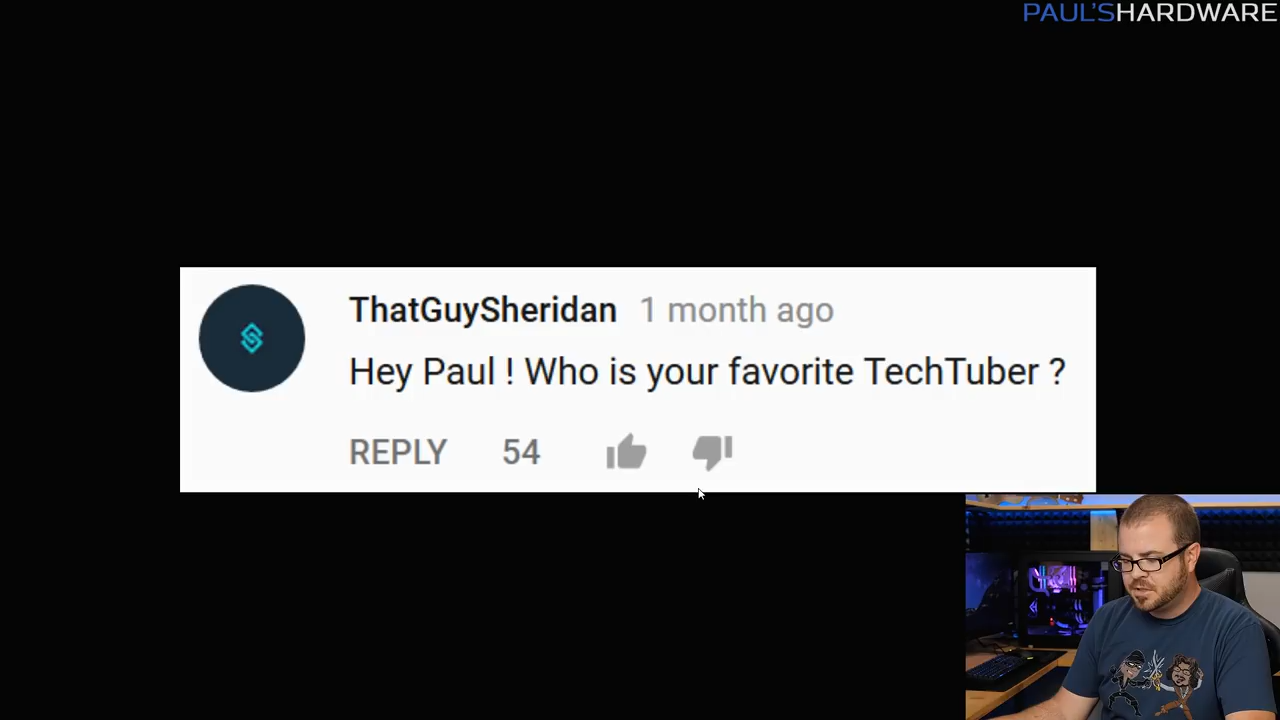 PAUL'SHARDWARE
ThatGuySheridan 1 month ago
Hey Paul ! Who is your favorite TechTuber ?
REPLY 54